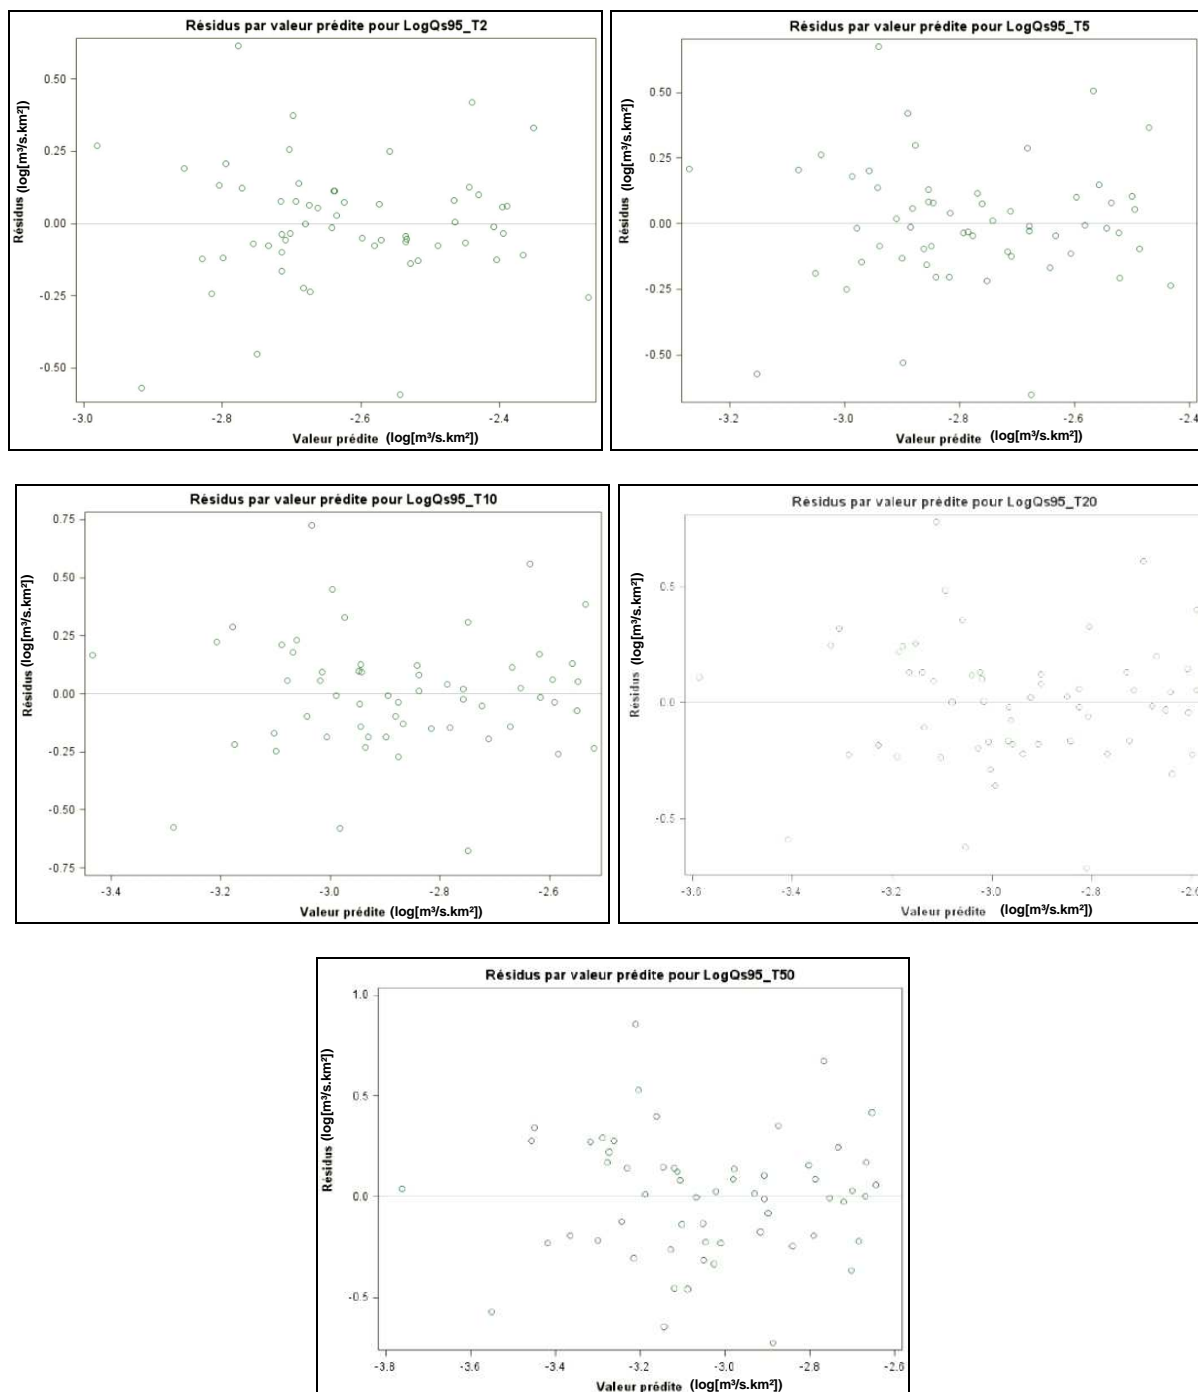 Résidus par valeur prédite pour LogQs95_T2
Résidus (log[m³/s.km²])
0.50
0.25
0.00
-0.25
-0.50
-3.0 -2.8 -2.6 -2.4
Valeur prédite (log[m³/s.km²])
Résidus par valeur prédite pour LogQs95_T5
Résidus (log[m³/s.km²])
0.50
0.25
0.00
-0.25
-0.50
-3.2 -3.0 -2.8 -2.6 -2.4
Valeur prédite (log[m³/s.km²])
Résidus par valeur prédite pour LogQs95_T10
Résidus (log[m³/s.km²])
0.75
0.50
0.25
0.00
-0.25
-0.50
-0.75
-3.4 -3.2 -3.0 -2.8 -2.6
Valeur prédite (log[m³/s.km²])
Résidus par valeur prédite pour LogQs95_T20
Résidus (log[m³/s.km²])
0.5
0.0
-0.5
-3.6 -3.4 -3.2 -3.0 -2.8 -2.6
Valeur prédite (log[m³/s.km²])
Résidus par valeur prédite pour LogQs95_T50
Résidus (log[m³/s.km²])
1.0
0.5
0.0
-0.5
-3.8 -3.6 -3.4 -3.2 -3.0 -2.8 -2.6
Valeur prédite (log[m³/s.km²])